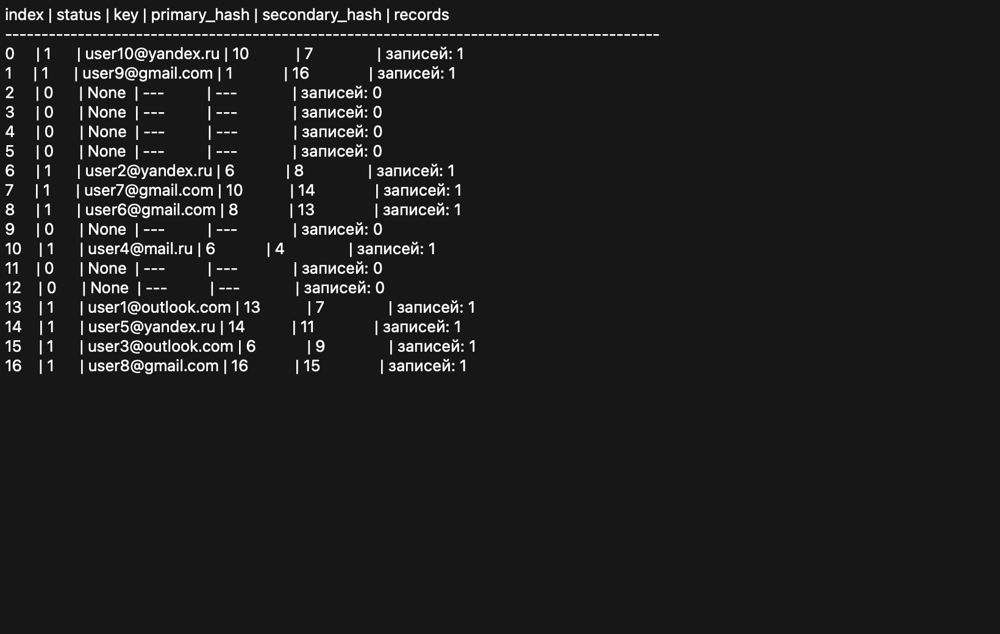 index | status | key | primary_hash | secondary_hash | records
------------------------------------------------------------------------------------------
0 | 1 | user10@yandex.ru | 10 | 7 | записей: 1
1 | 1 | user9@gmail.com | 1 | 16 | записей: 1
2 | 0 | None | --- | --- | записей: 0
3 | 0 | None | --- | --- | записей: 0
4 | 0 | None | --- | --- | записей: 0
5 | 0 | None | --- | --- | записей: 0
6 | 1 | user2@yandex.ru | 6 | 8 | записей: 1
7 | 1 | user7@gmail.com | 10 | 14 | записей: 1
8 | 1 | user6@gmail.com | 8 | 13 | записей: 1
9 | 0 | None | --- | --- | записей: 0
10 | 1 | user4@mail.ru | 6 | 4 | записей: 1
11 | 0 | None | --- | --- | записей: 0
12 | 0 | None | --- | --- | записей: 0
13 | 1 | user1@outlook.com | 13 | 7 | записей: 1
14 | 1 | user5@yandex.ru | 14 | 11 | записей: 1
15 | 1 | user3@outlook.com | 6 | 9 | записей: 1
16 | 1 | user8@gmail.com | 16 | 15 | записей: 1